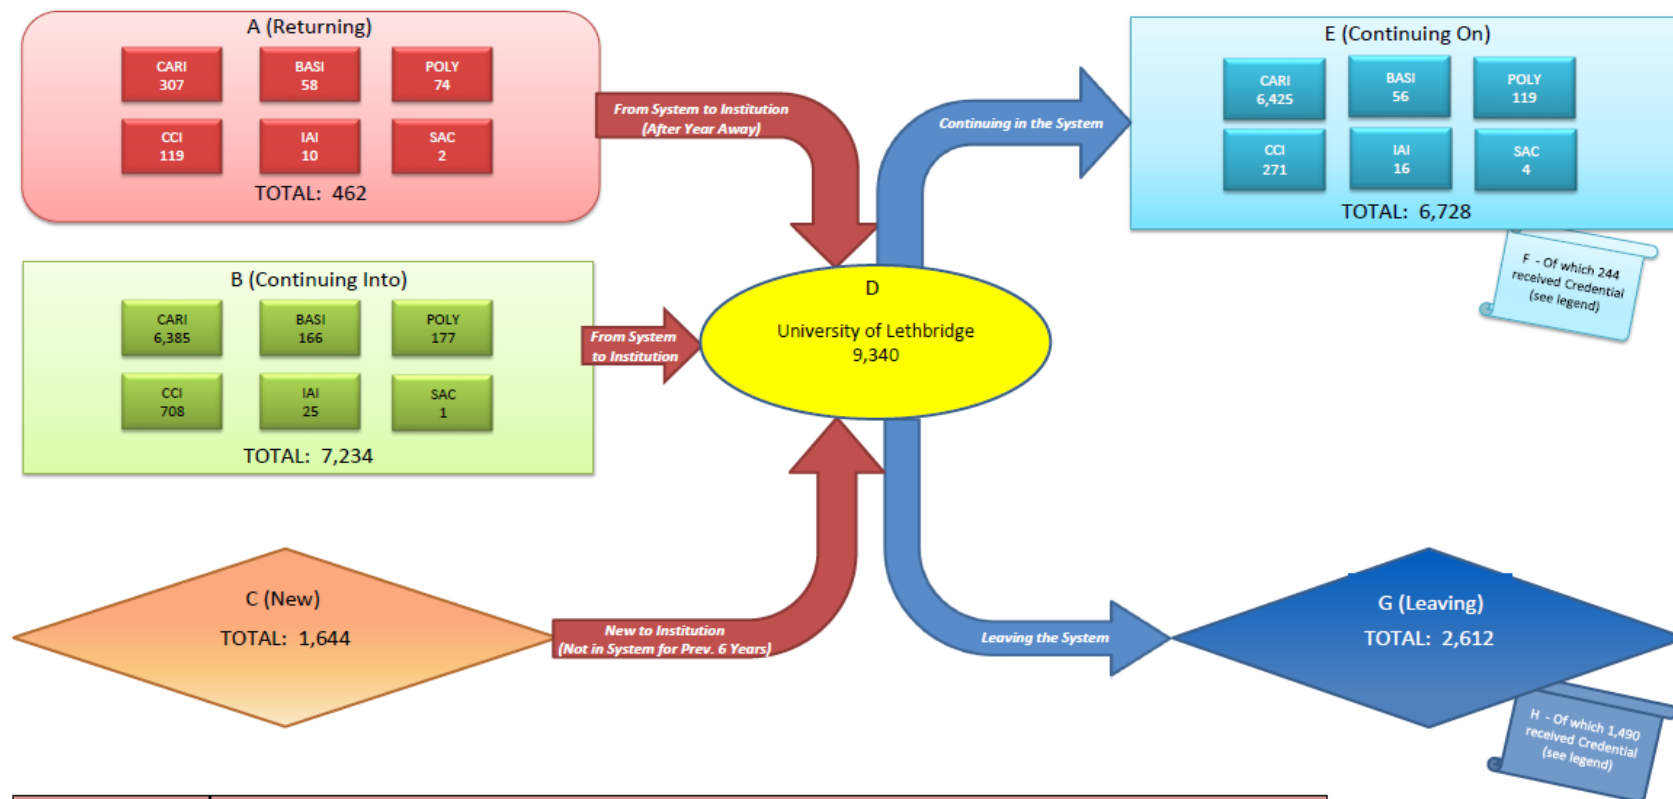 A (Returning)
CARI
307
BASI
58
POLY
74
CCI
119
IAI
10
SAC
2
TOTAL: 462
From System to Institution
(After Year Away)
B (Continuing Into)
CARI
6,385
BASI
166
POLY
177
CCI
708
IAI
25
SAC
1
TOTAL: 7,234
From System
to Institution
C (New)
TOTAL: 1,644
New to Institution
(Not in System for Prev. 6 Years)
D
University of Lethbridge
9,340
Continuing in the System
E (Continuing On)
CARI
6,425
BASI
56
POLY
119
CCI
271
IAI
16
SAC
4
TOTAL: 6,728
F - Of which 244
received Credential
(see legend)
Leaving the System
G (Leaving)
TOTAL: 2,612
H - Of which 1,490
received Credential
(see legend)